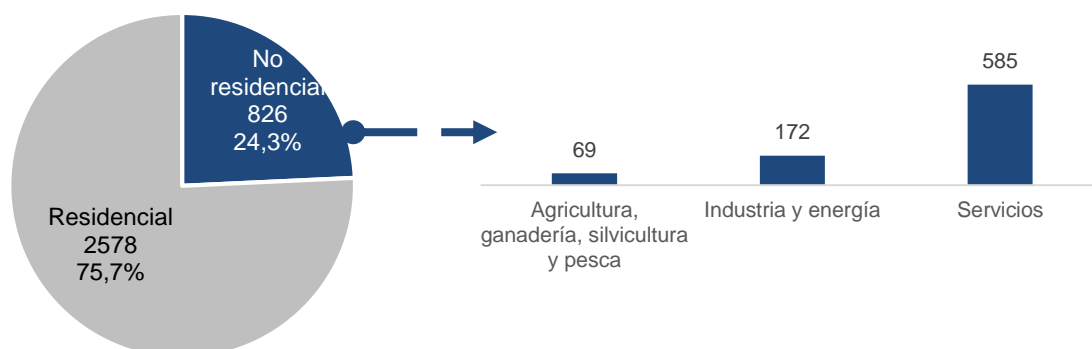 No
residencial
826
24,3%
Residencial
2578
75,7%
69
172
585
Agricultura,
ganadería, silvicultura
y pesca
Industria y energía
Servicios